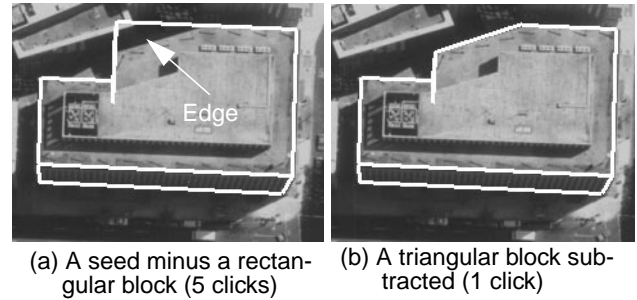 Edge
(a) A seed minus a rectan-
gular block (5 clicks)
(b) A triangular block sub-
tracted (1 click)